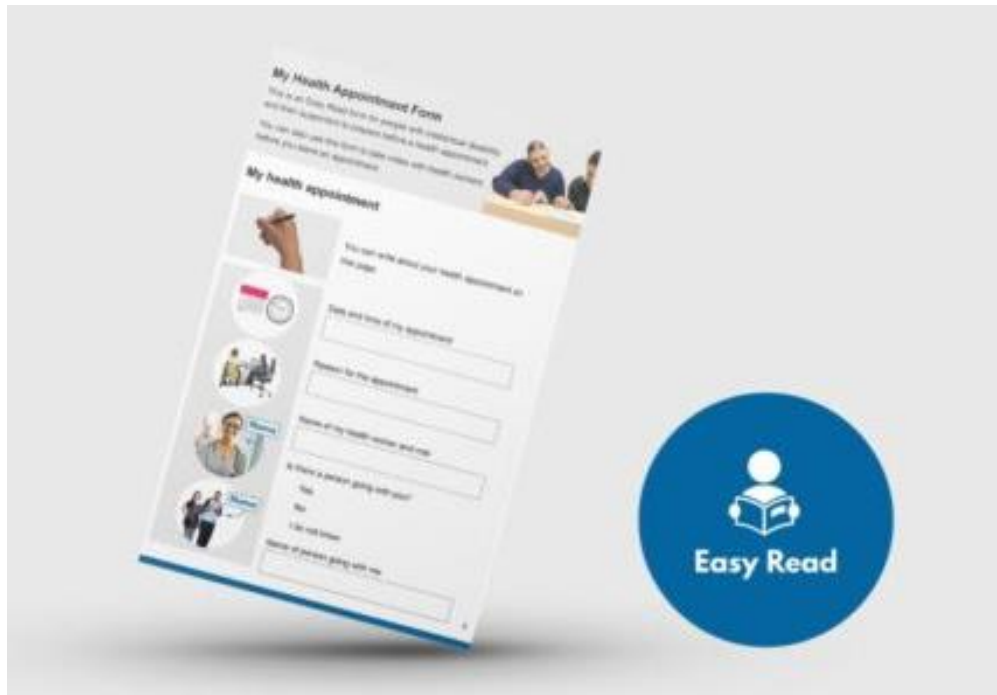 My Health Appointment Form
This is an Easy Read form for people with intellectual disability
and their supporters to prepare before a health appointment.
You can also use this form to take notes with health workers
before you leave an appointment.
My health appointment
You can write about your health appointment on
this page.
Date and time of my appointment
Reason for the appointment
Name of my health worker and role
Is there a person going with you?
Yes
No
I do not know
Name of person going with me
Easy Read